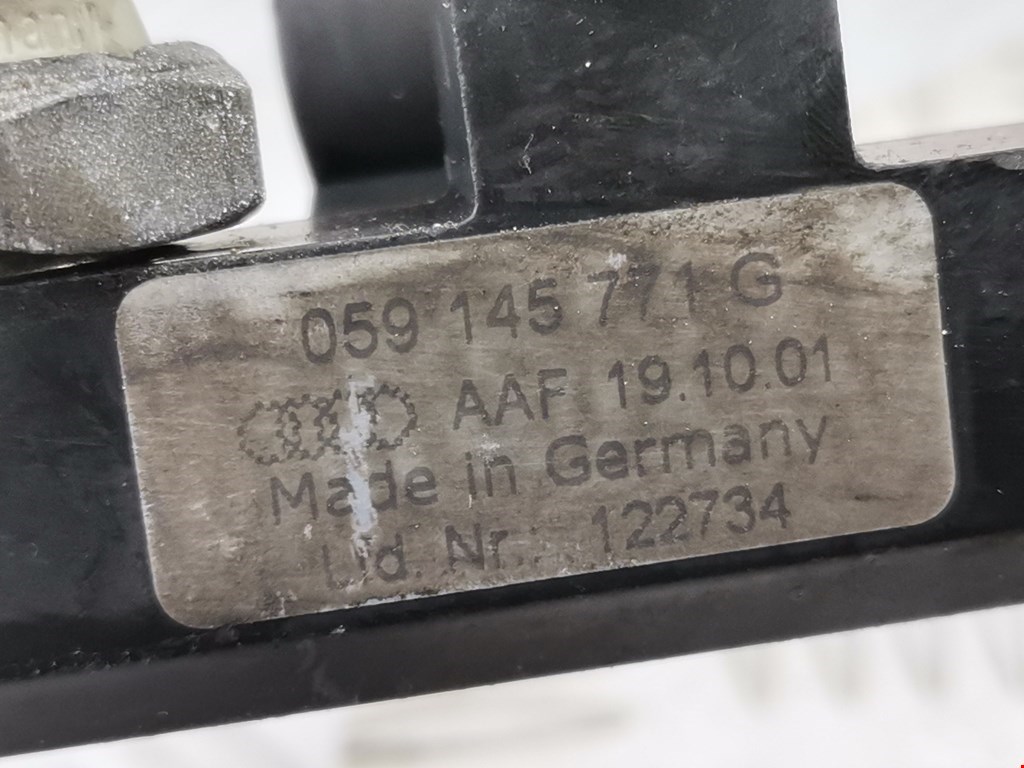 059 145 771 G
AAF 19.10.01
Made in Germany
Lfd. Nr.: 122734